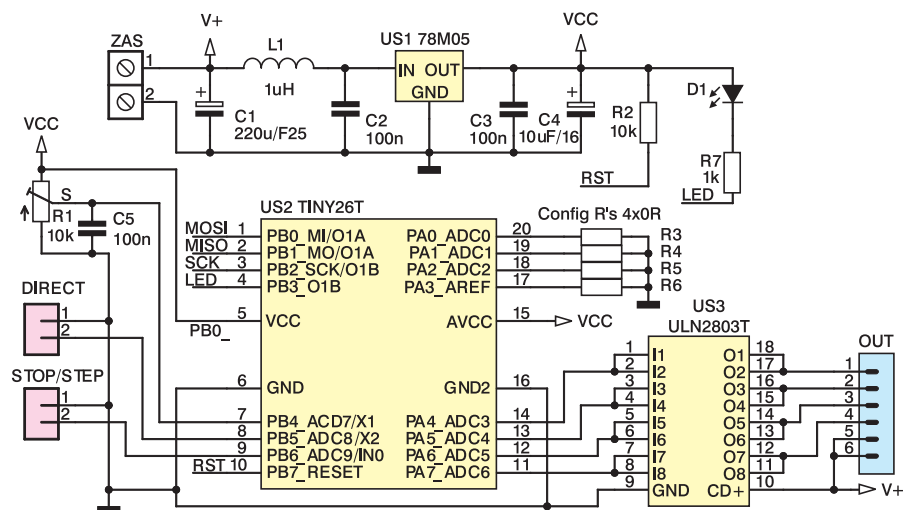 ZAS
V+
VCC
L1
1uH
US1 78M05
IN OUT
GND
1
2
+
C1
220u/F25
C2
100n
C3
100n
+
C4
10uF/16
R2
10k
RST
D1
R7
1k
LED
VCC
S
R1
10k
C5
100n
US2 TINY26T
MOSI 1 PB0_MI/O1A
MISO 2 PB1_MO/O1A
SCK 3 PB2_SCK/O1B
LED 4 PB3_O1B
PB0_ 5 VCC
6 GND
7 PB4_ACD7/X1
8 PB5_ADC8/X2
9 PB6_ADC9/IN0
RST 10 PB7_RESET
PA0_ADC0 20
PA1_ADC1 19
PA2_ADC2 18
PA3_AREF 17
AVCC 15 VCC
GND2 16
PA4_ADC3 14
PA5_ADC4 13
PA6_ADC5 12
PA7_ADC6 11
Config R's 4x0R
R3
R4
R5
R6
DIRECT
1
2
STOP/STEP
1
2
US3
ULN2803T
1 I1 O1 18
2 I2 O2 17
3 I3 O3 16
4 I4 O4 15
5 I5 O5 14
6 I6 O6 13
7 I7 O7 12
8 I8 O8 11
9 GND CD+ 10
OUT
1
2
3
4
5
6
V+